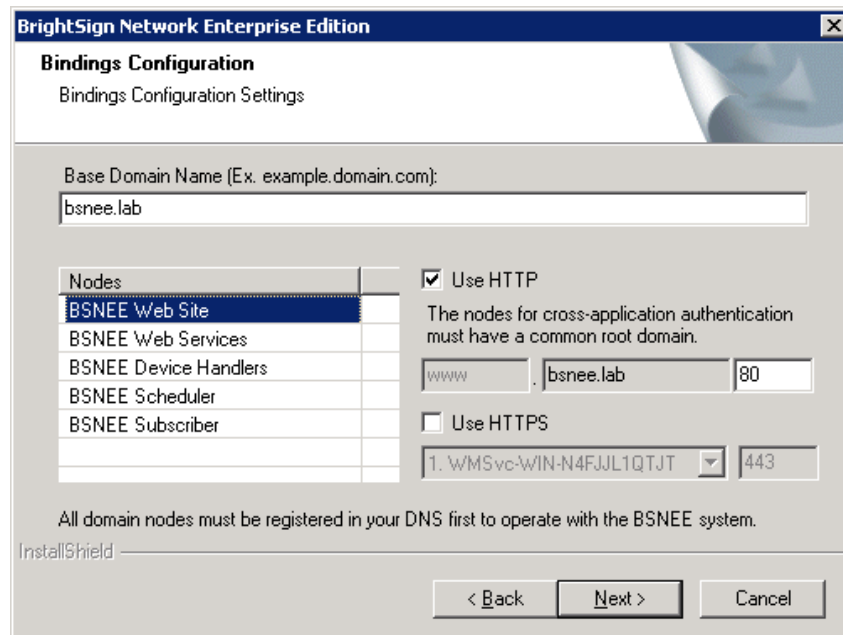 BrightSign Network Enterprise Edition
Bindings Configuration
Bindings Configuration Settings
Base Domain Name (Ex. example.domain.com):
bsnee.lab
Nodes
BSNEE Web Site
BSNEE Web Services
BSNEE Device Handlers
BSNEE Scheduler
BSNEE Subscriber
Use HTTP
The nodes for cross-application authentication
must have a common root domain.
www . bsnee.lab 80
Use HTTPS
1. WMSvc-WIN-N4FJJL1QTJT 443
All domain nodes must be registered in your DNS first to operate with the BSNEE system.
InstallShield
< Back Next > Cancel